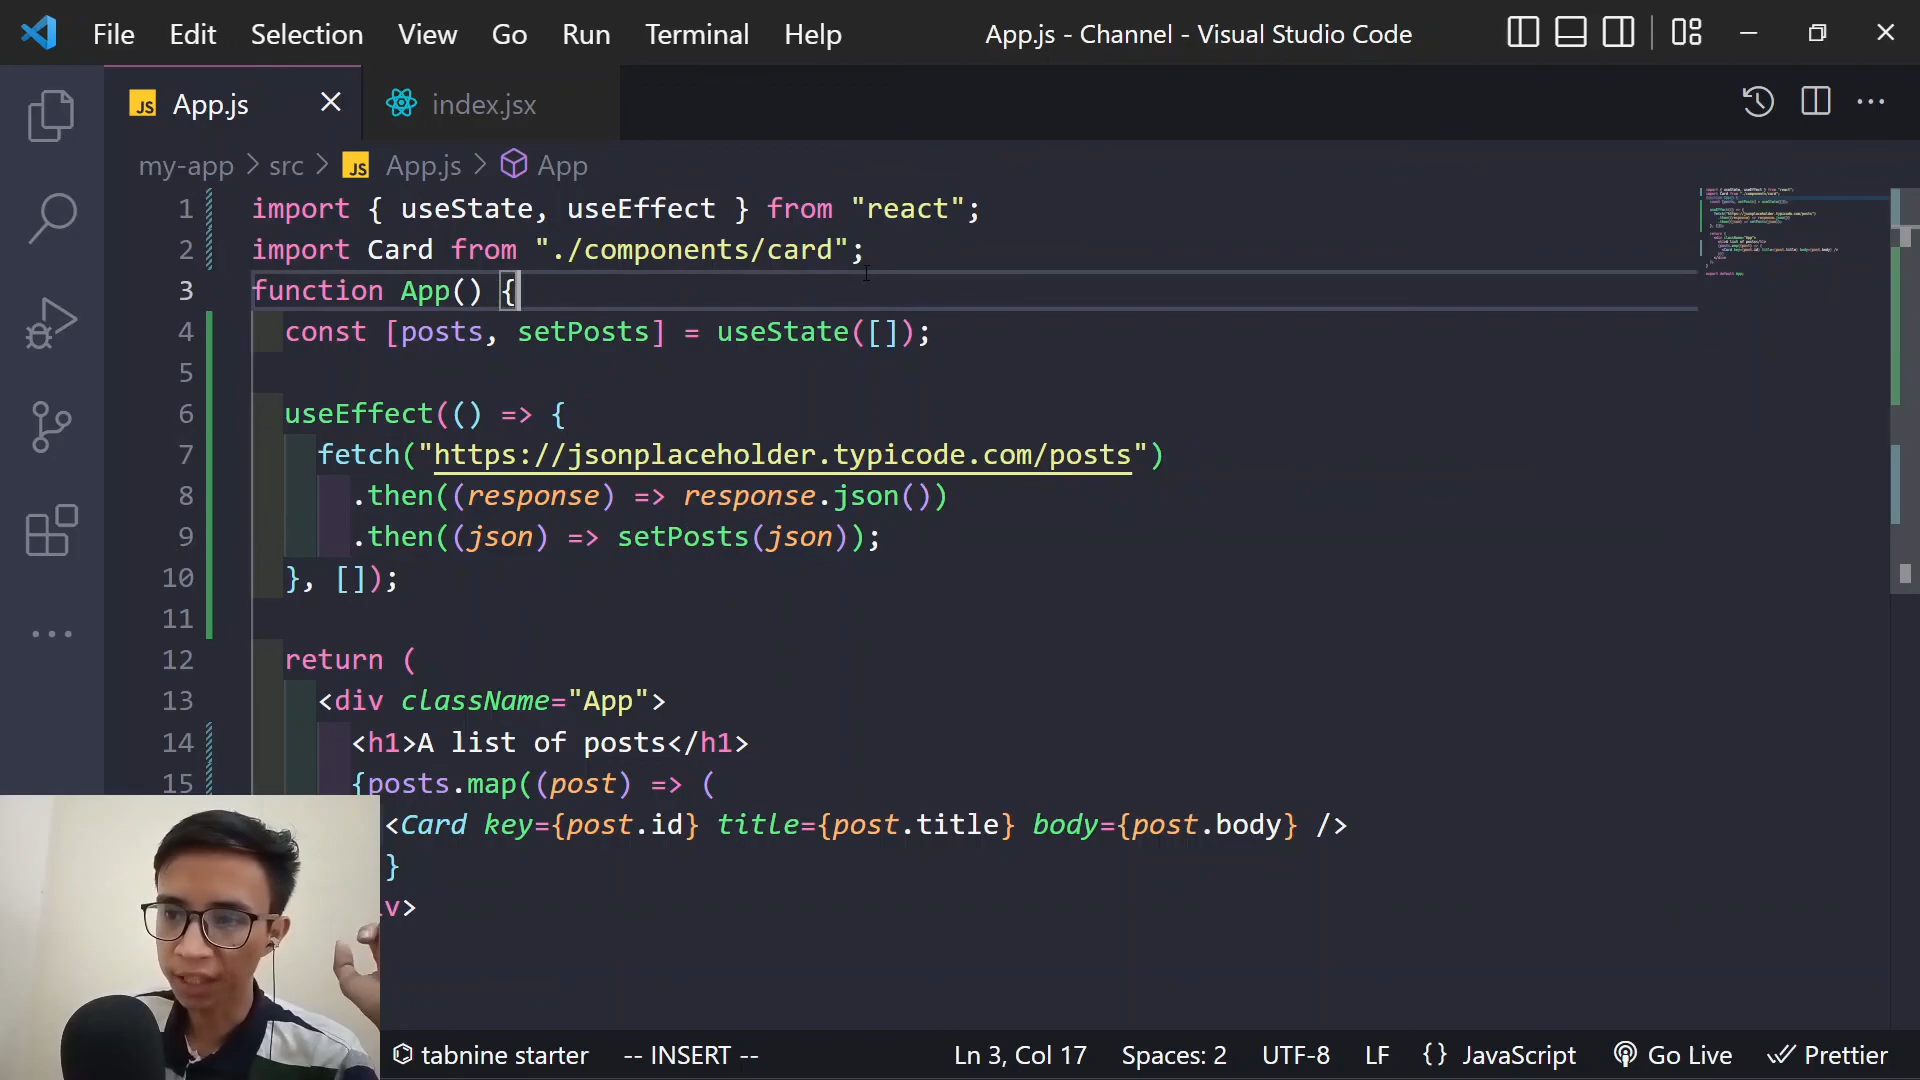 File Edit Selection View Go Run Terminal Help App.js - Channel - Visual Studio Code
JS App.js index.jsx
my-app > src > JS App.js > App
1 import { useState, useEffect } from "react";
2 import Card from "./components/card";
3 function App() {
4 const [posts, setPosts] = useState([]);
5
6 useEffect(() => {
7 fetch("https://jsonplaceholder.typicode.com/posts")
8 .then((response) => response.json())
9 .then((json) => setPosts(json));
10 }, []);
11
12 return (
13 <div className="App">
14 <h1>A list of posts</h1>
15 {posts.map((post) => (
<Card key={post.id} title={post.title} body={post.body} />
}
v>
tabnine starter -- INSERT -- Ln 3, Col 17 Spaces: 2 UTF-8 LF {} JavaScript Go Live Prettier